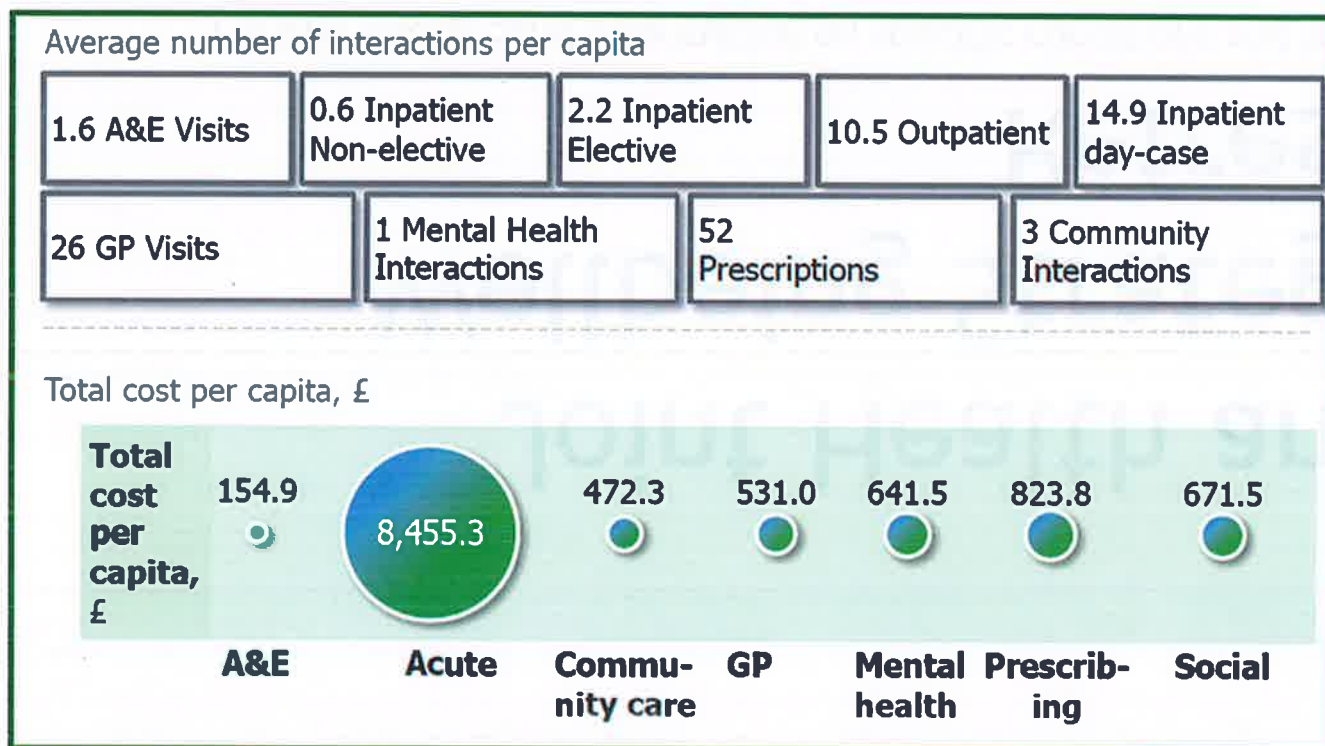 Average number of interactions per capita
1.6 A&E Visits
0.6 Inpatient
Non-elective
2.2 Inpatient
Elective
10.5 Outpatient
14.9 Inpatient
day-case
26 GP Visits
1 Mental Health
Interactions
52
Prescriptions
3 Community
Interactions
Total cost per capita, £
Total
cost
per
capita,
£
154.9
8,455.3
472.3
531.0
641.5
823.8
671.5
A&E
Acute
Commu-
nity care
GP
Mental
health
Prescrib-
ing
Social